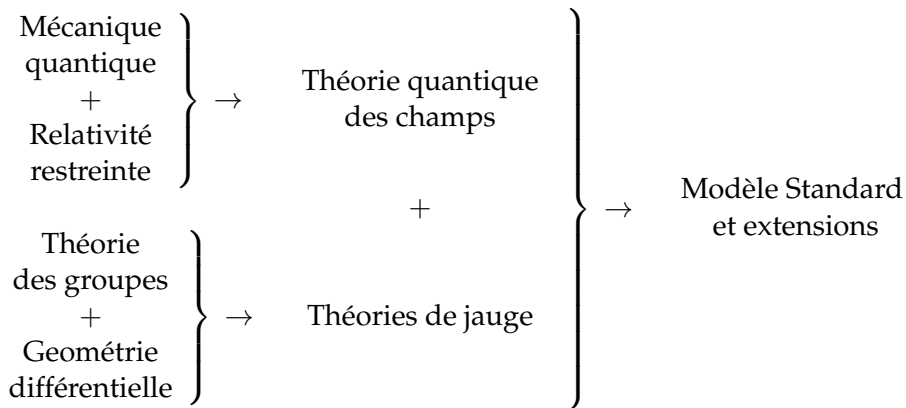 Mécanique
quantique
+
Relativité
restreinte
→
Théorie quantique
des champs
+
Théorie
des groupes
+
Geométrie
différentielle
→
Théories de jauge
→
Modèle Standard
et extensions